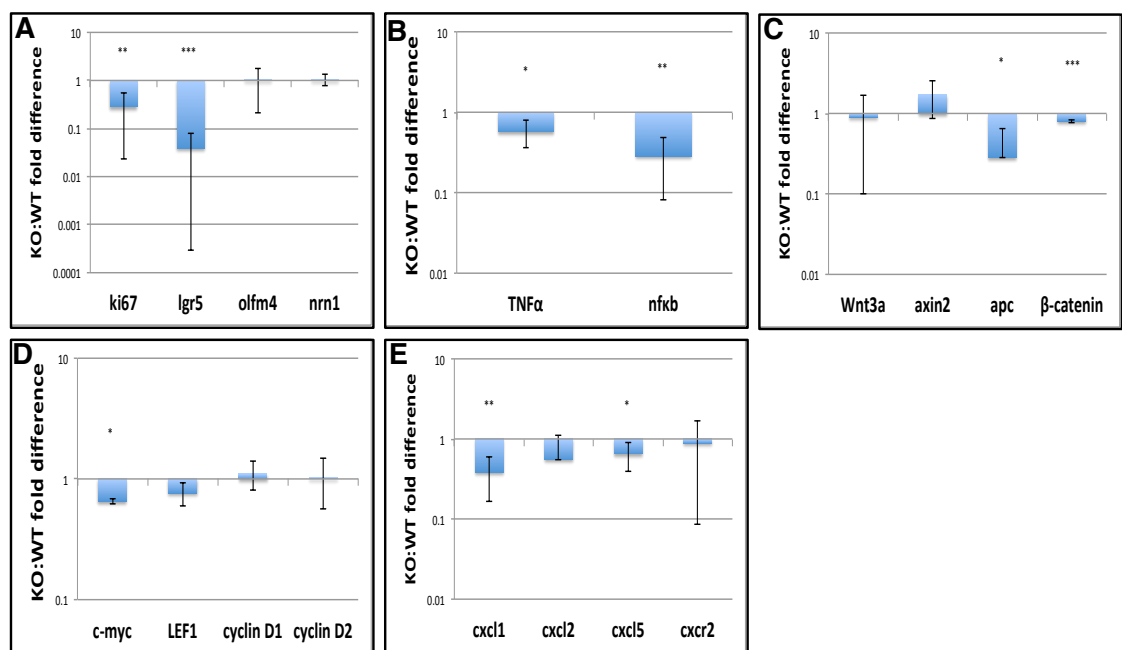 A
KO:WT fold difference
10
1
0.1
0.01
0.001
0.0001
** ***
ki67 lgr5 olfm4 nrn1
B
KO:WT fold difference
10
1
0.1
0.01
* **
TNFα nfkb
C
KO:WT fold difference
10
1
0.1
0.01
* ***
Wnt3a axin2 apc β-catenin
D
KO:WT fold difference
10
1
0.1
*
c-myc LEF1 cyclin D1 cyclin D2
E
KO:WT fold difference
10
1
0.1
0.01
** *
cxcl1 cxcl2 cxcl5 cxcr2